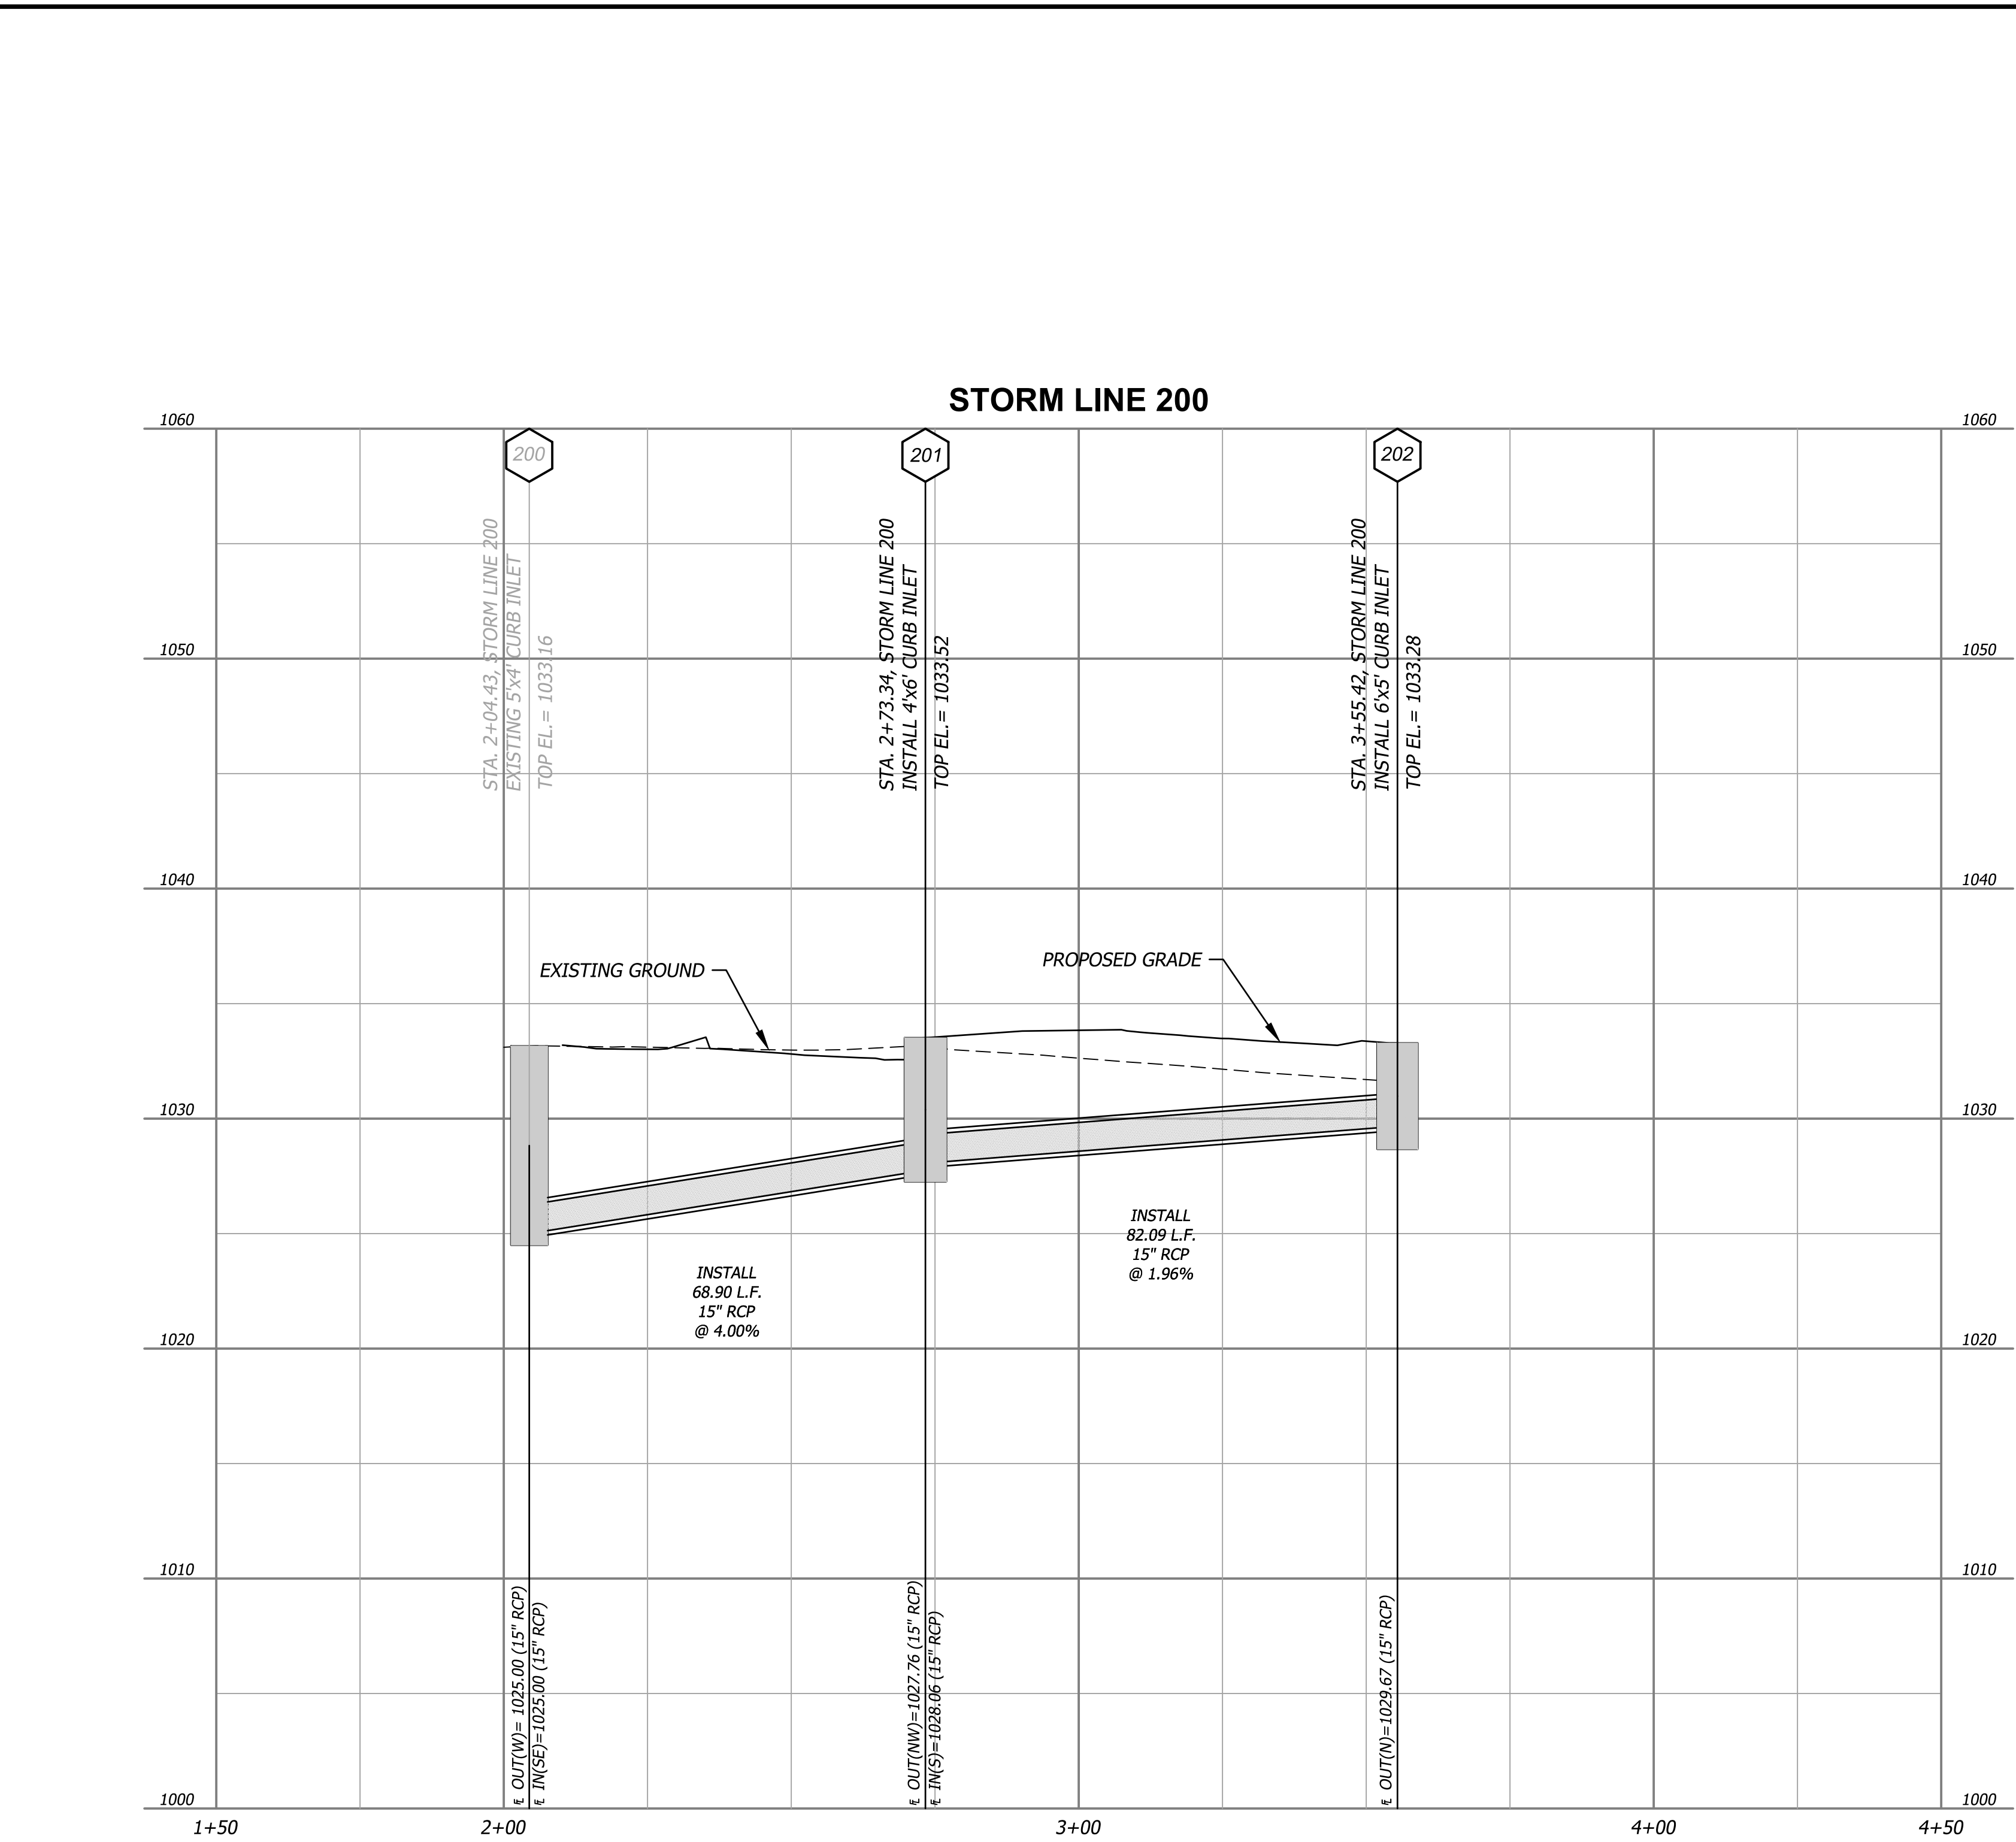 STORM LINE 200
1060
1060
200
201
202
STA. 2+04.43, STORM LINE 200
EXISTING 5'x4' CURB INLET
TOP EL.= 1033.16
STA. 2+73.34, STORM LINE 200
INSTALL 4'x6' CURB INLET
TOP EL.= 1033.52
STA. 3+55.42, STORM LINE 200
INSTALL 6'x5' CURB INLET
TOP EL.= 1033.28
1050
1050
1040
1040
EXISTING GROUND
PROPOSED GRADE
1030
1030
INSTALL
82.09 L.F.
15" RCP
@ 1.96%
INSTALL
68.90 L.F.
15" RCP
@ 4.00%
1020
1020
1010
1010
FL OUT(W)= 1025.00 (15" RCP)
FL IN(SE)=1025.00 (15" RCP)
FL OUT(NW)=1027.76 (15" RCP)
FL IN(S)=1028.06 (15" RCP)
FL OUT(N)=1029.67 (15" RCP)
1000
1000
1+50
2+00
3+00
4+00
4+50